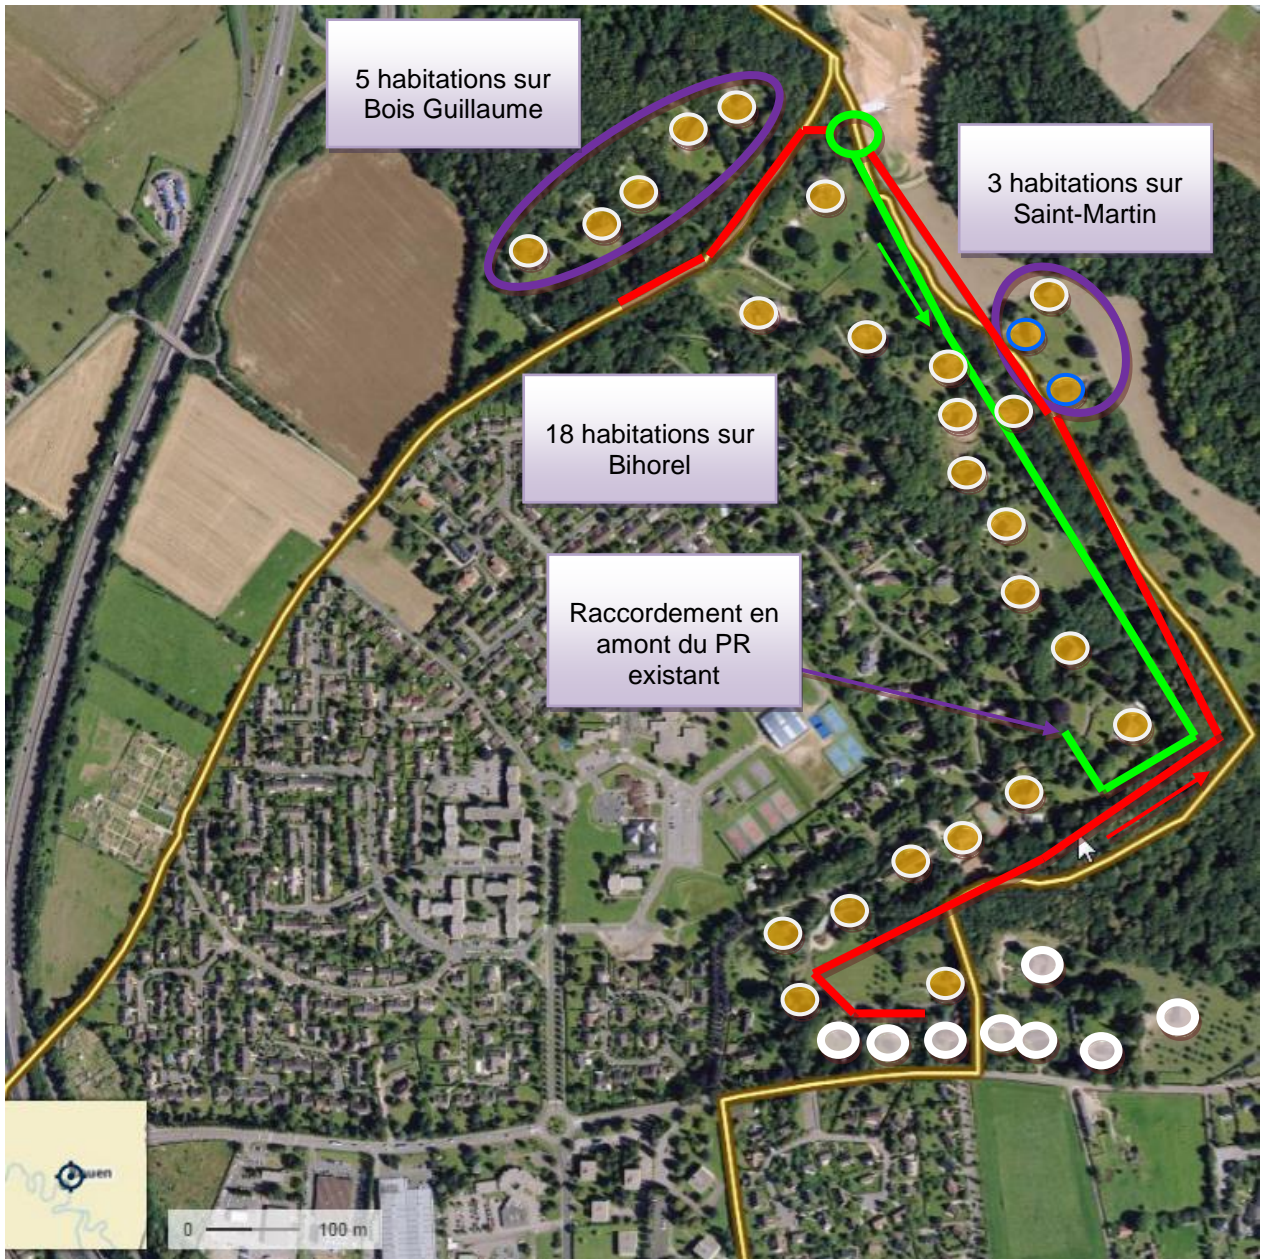 5 habitations sur
Bois Guillaume
3 habitations sur
Saint-Martin
18 habitations sur
Bihorel
Raccordement en
amont du PR
existant
uen
0 100 m